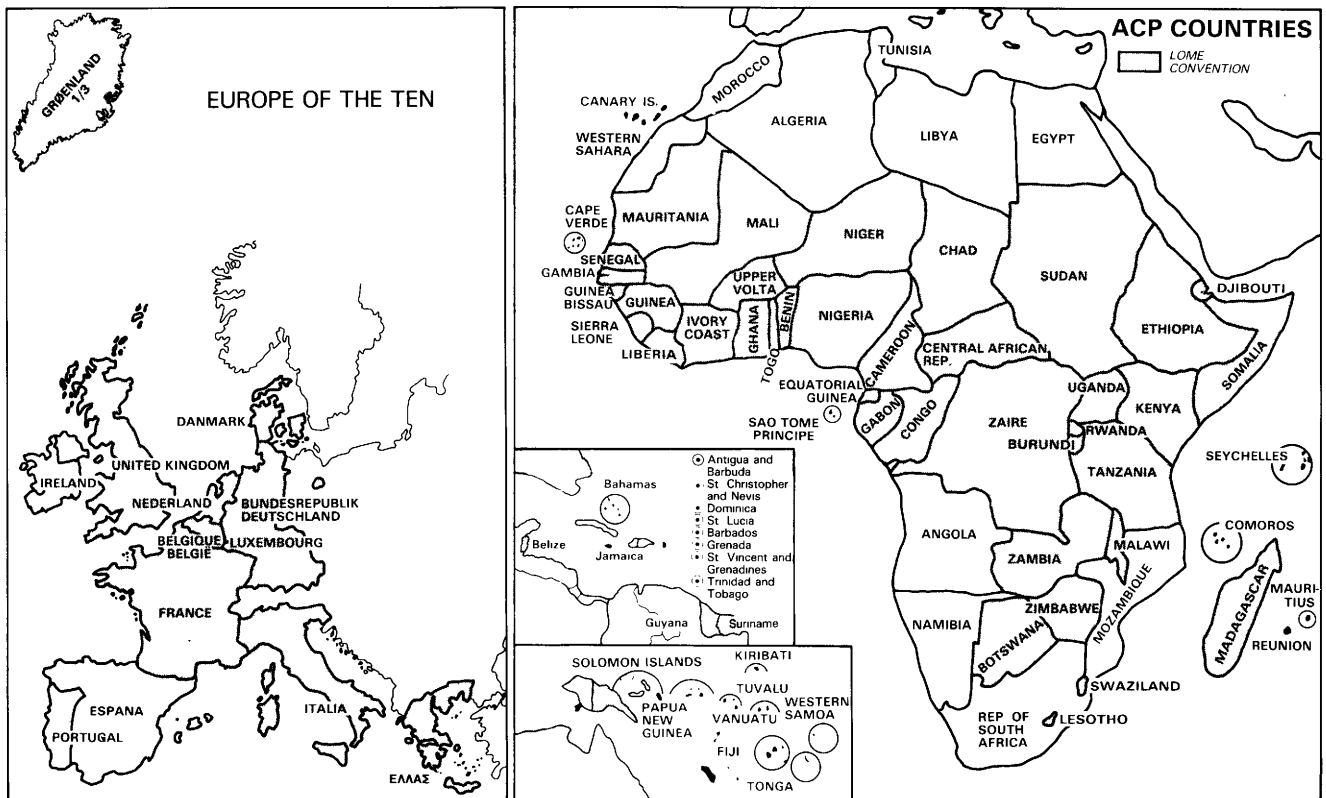 GRØENLAND
1/3
EUROPE OF THE TEN
DANMARK
UNITED KINGDOM
IRELAND
NEDERLAND
BUNDESREPUBLIK
DEUTSCHLAND
BELGIQUE
BELGIË
LUXEMBOURG
FRANCE
ESPANA
PORTUGAL
ITALIA
ΕΛΛΑΣ
ACP COUNTRIES
LOME
CONVENTION
TUNISIA
MOROCCO
CANARY IS.
ALGERIA
LIBYA
EGYPT
WESTERN
SAHARA
CAPE
VERDE
MAURITANIA
MALI
NIGER
CHAD
SUDAN
SENEGAL
GAMBIA
GUINEA
BISSAU
GUINEA
UPPER
VOLTA
BENIN
NIGERIA
DJIBOUTI
SIERRA
LEONE
IVORY
COAST
GHANA
ETHIOPIA
LIBERIA
TOGO
CAMEROON
CENTRAL AFRICAN
REP.
SOMALIA
EQUATORIAL
GUINEA
SAO TOME
PRINCIPE
GABON
CONGO
UGANDA
KENYA
ZAIRE
RWANDA
BURUNDI
TANZANIA
SEYCHELLES
ANGOLA
ZAMBIA
MALAWI
COMOROS
MOZAMBIQUE
ZIMBABWE
NAMIBIA
BOTSWANA
MADAGASCAR
MAURI-
TIUS
REUNION
SWAZILAND
LESOTHO
REP OF
SOUTH
AFRICA
Bahamas
Belize
Jamaica
Guyana
Suriname
Antigua and
Barbuda
St Christopher
and Nevis
Dominica
St Lucia
Barbados
Grenada
St Vincent and
Grenadines
Trinidad and
Tobago
SOLOMON ISLANDS
KIRIBATI
TUVALU
PAPUA
NEW
GUINEA
VANUATU
WESTERN
SAMOA
FIJI
TONGA